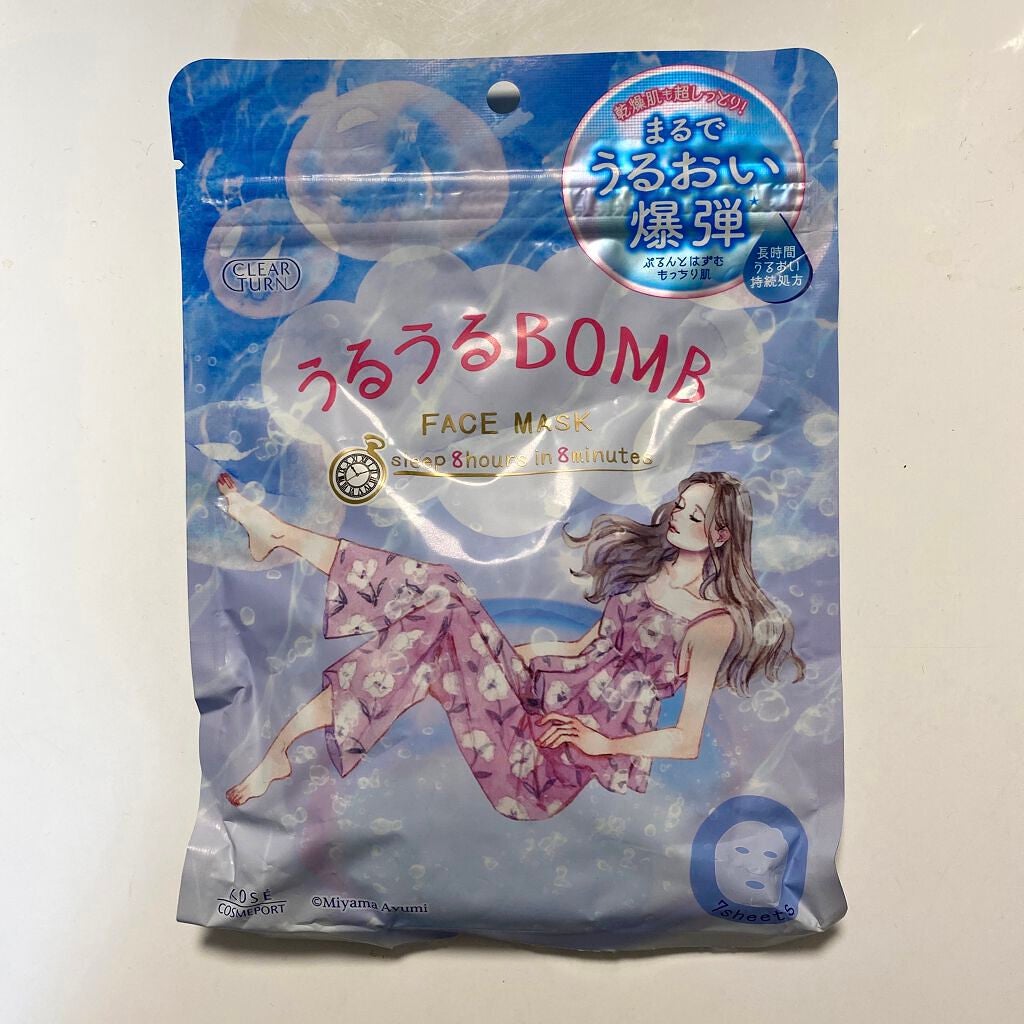 乾燥肌も超しっとり!
まるで
うるおい
爆弾*
ぷるんとはずむ
もっちり肌
長時間
うるおい
持続処方
CLEAR
TURN
うるうるBOMB
FACE MASK
sleep 8hours in 8minutes
7sheets
KOSÉ
COSMEPORT
©Miyama Ayumi